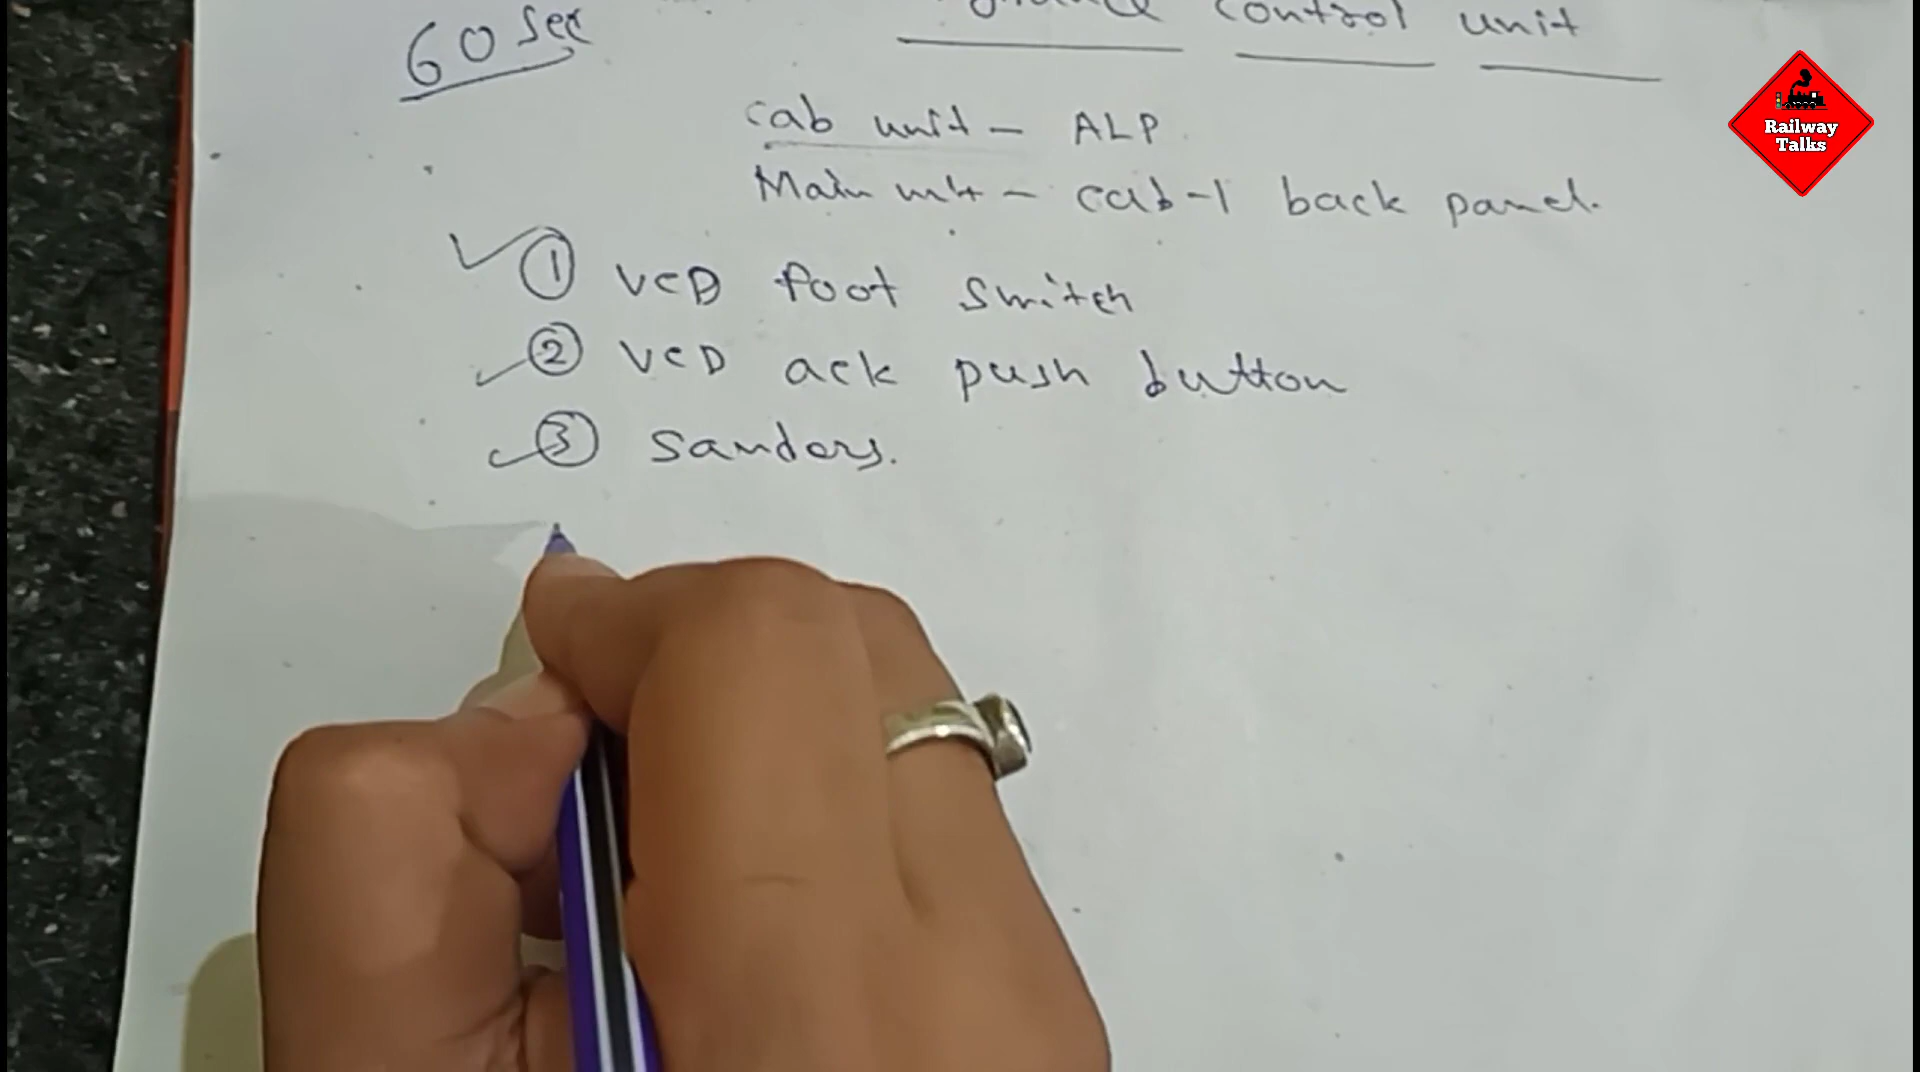 60 sec
control unit
cab unit - ALP
Main unit - cab-1 back panel.
① VCD foot switch
② VCD ack push button
③ Sanders.
Railway
Talks